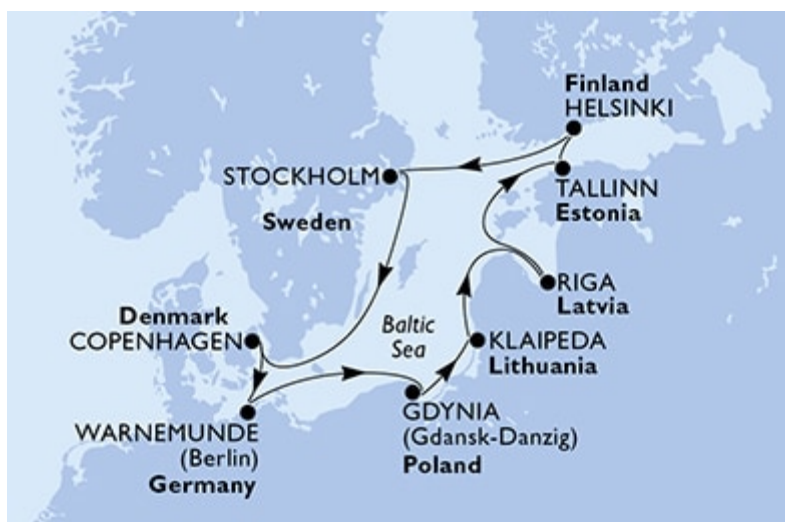 Finland
HELSINKI
STOCKHOLM
Sweden
TALLINN
Estonia
RIGA
Latvia
Denmark
COPENHAGEN
Baltic
Sea
KLAIPEDA
Lithuania
WARNEMUNDE
(Berlin)
Germany
GDYNIA
(Gdansk-Danzig)
Poland